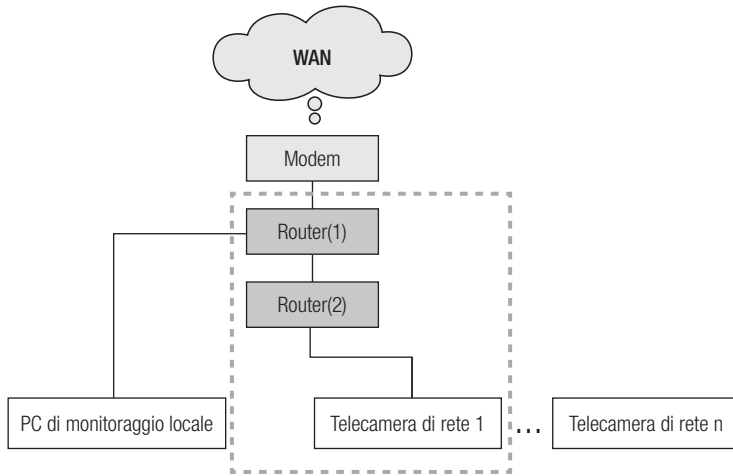 WAN
Modem
Router(1)
Router(2)
PC di monitoraggio locale
Telecamera di rete 1
...
Telecamera di rete n